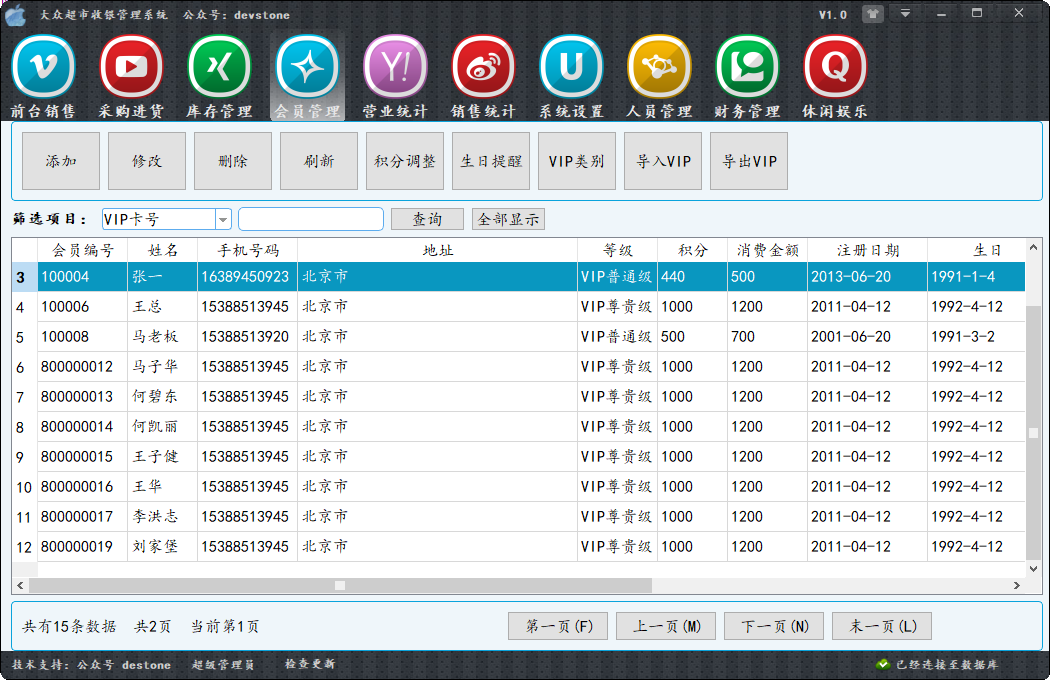 大众超市收银管理系统 公众号：devstone V1.0
前台销售 采购进货 库存管理 会员管理 营业统计 销售统计 系统设置 人员管理 财务管理 休闲娱乐
添加 修改 删除 刷新 积分调整 生日提醒 VIP类别 导入VIP 导出VIP
筛选项目： VIP卡号 查询 全部显示
会员编号 姓名 手机号码 地址 等级 积分 消费金额 注册日期 生日
3 100004 张一 16389450923 北京市 VIP普通级 440 500 2013-06-20 1991-1-4
4 100006 王总 15388513945 北京市 VIP尊贵级 1000 1200 2011-04-12 1992-4-12
5 100008 马老板 15388513920 北京市 VIP普通级 500 700 2001-06-20 1991-3-2
6 800000012 马子华 15388513945 北京市 VIP尊贵级 1000 1200 2011-04-12 1992-4-12
7 800000013 何碧东 15388513945 北京市 VIP尊贵级 1000 1200 2011-04-12 1992-4-12
8 800000014 何凯丽 15388513945 北京市 VIP尊贵级 1000 1200 2011-04-12 1992-4-12
9 800000015 王子健 15388513945 北京市 VIP尊贵级 1000 1200 2011-04-12 1992-4-12
10 800000016 王华 15388513945 北京市 VIP尊贵级 1000 1200 2011-04-12 1992-4-12
11 800000017 李洪志 15388513945 北京市 VIP尊贵级 1000 1200 2011-04-12 1992-4-12
12 800000019 刘家堡 15388513945 北京市 VIP尊贵级 1000 1200 2011-04-12 1992-4-12
共有15条数据 共2页 当前第1页 第一页(F) 上一页(M) 下一页(N) 末一页(L)
技术支持：公众号 destone 超级管理员 检查更新 已经连接至数据库